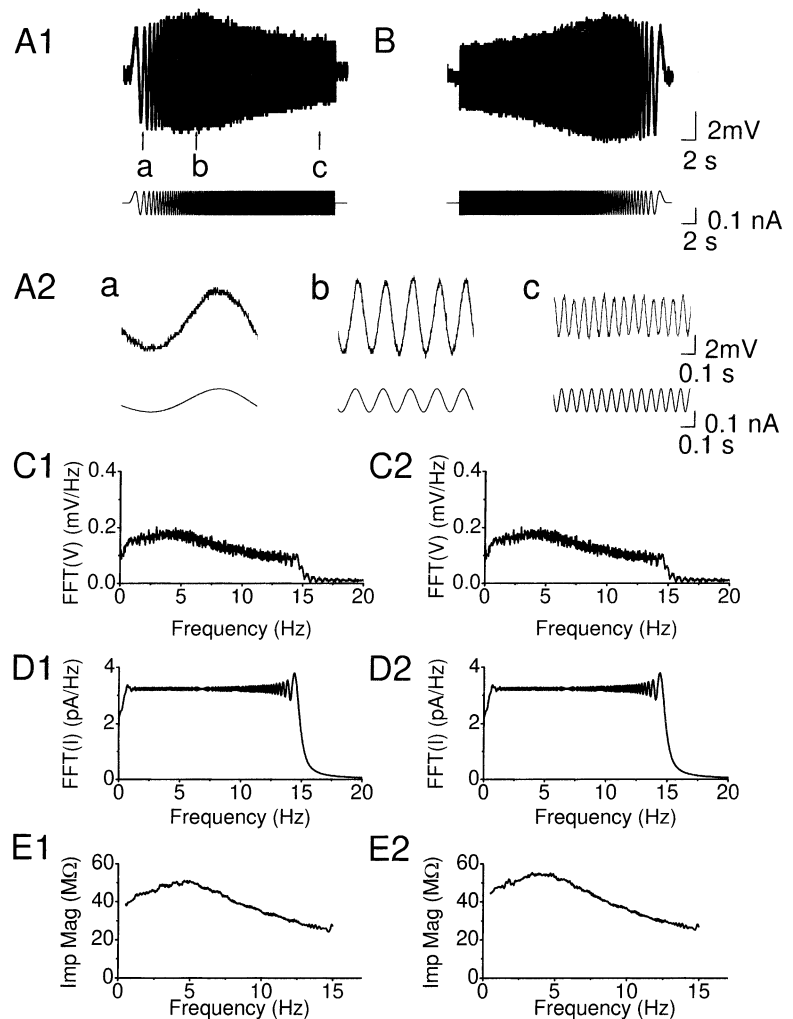 A1
B
a
b
c
2mV
2 s
0.1 nA
2 s
A2
a
b
c
2mV
0.1 s
0.1 nA
0.1 s
C1
FFT(V) (mV/Hz)
0.4
0.2
0.0
0 5 10 15 20
Frequency (Hz)
C2
FFT(V) (mV/Hz)
0.4
0.2
0.0
0 5 10 15 20
Frequency (Hz)
D1
FFT(I) (pA/Hz)
4
2
0
0 5 10 15 20
Frequency (Hz)
D2
FFT(I) (pA/Hz)
4
2
0
0 5 10 15 20
Frequency (Hz)
E1
Imp Mag (MΩ)
60
40
20
0
0 5 10 15
Frequency (Hz)
E2
Imp Mag (MΩ)
60
40
20
0
0 5 10 15
Frequency (Hz)